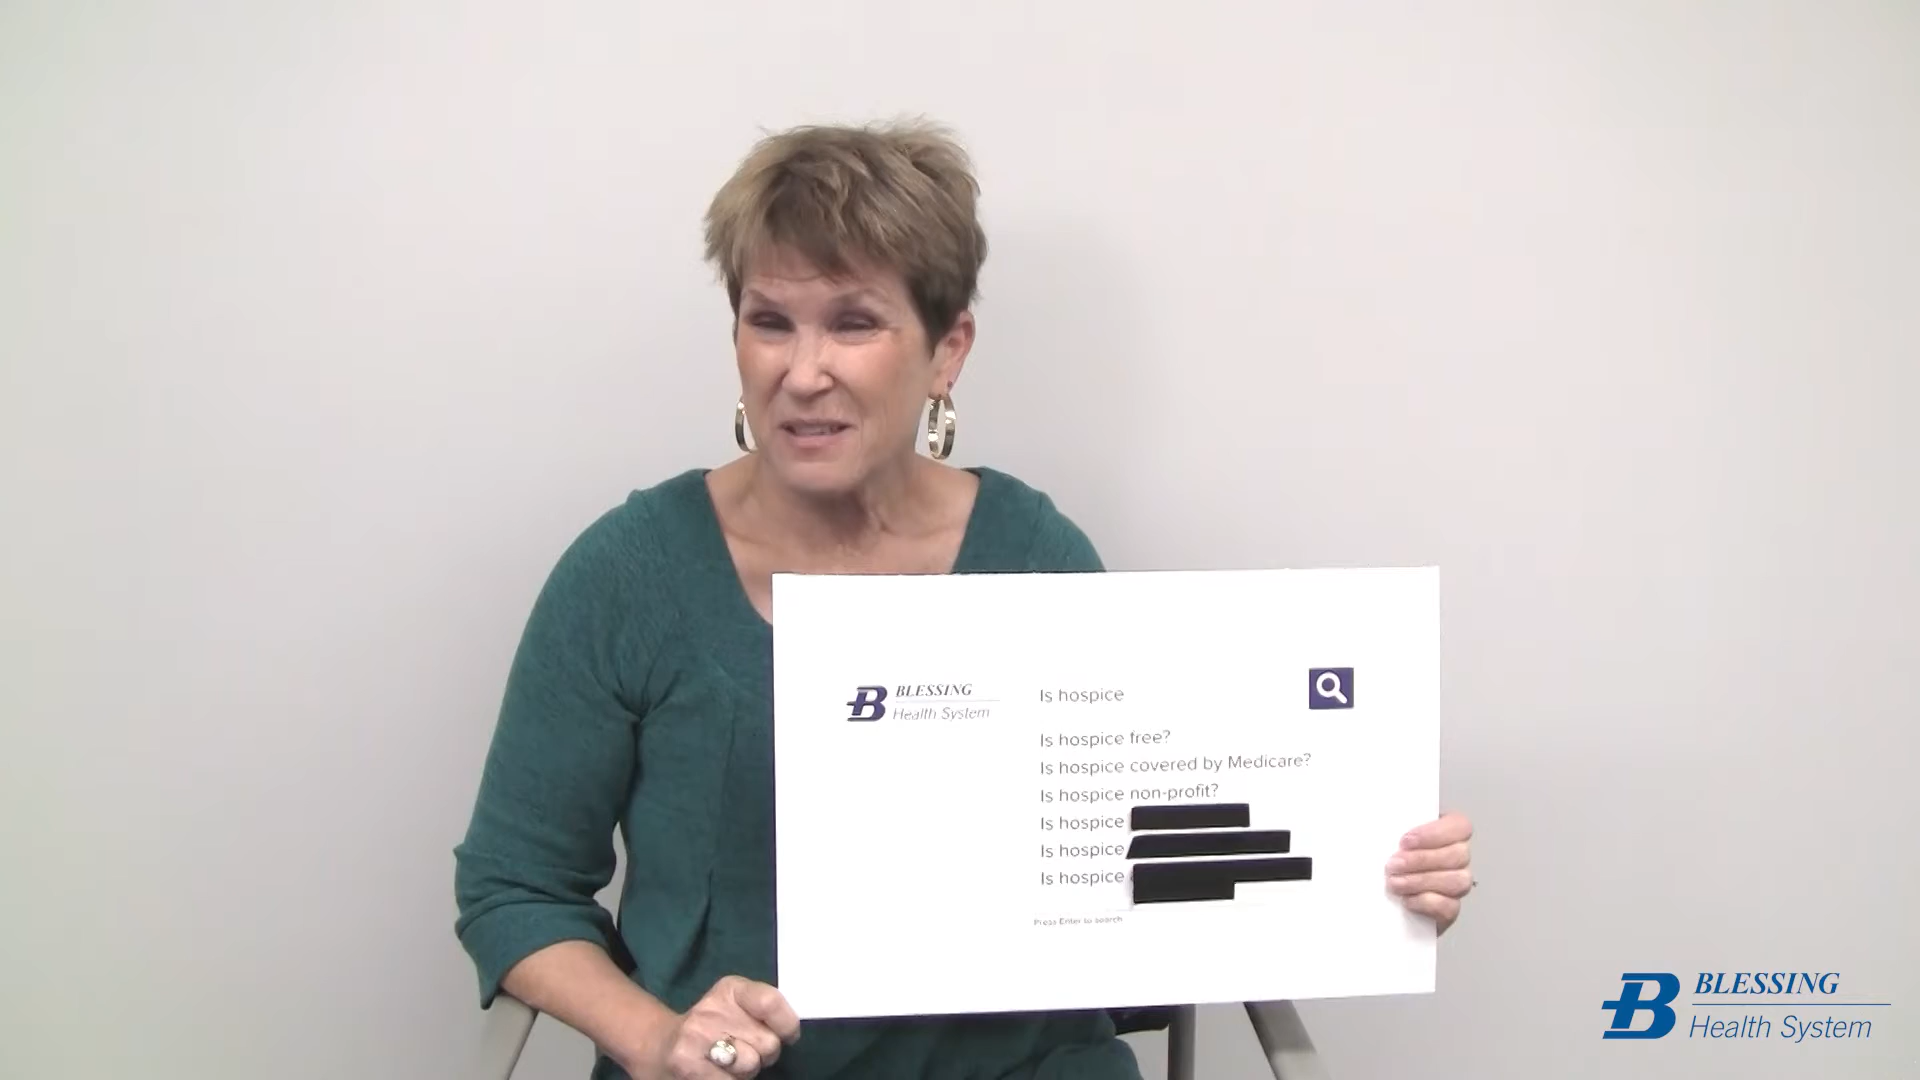 BLESSING
Health System
Is hospice
Is hospice free?
Is hospice covered by Medicare?
Is hospice non-profit?
Is hospice
Is hospice
Is hospice
Press Enter to search
BLESSING
Health System